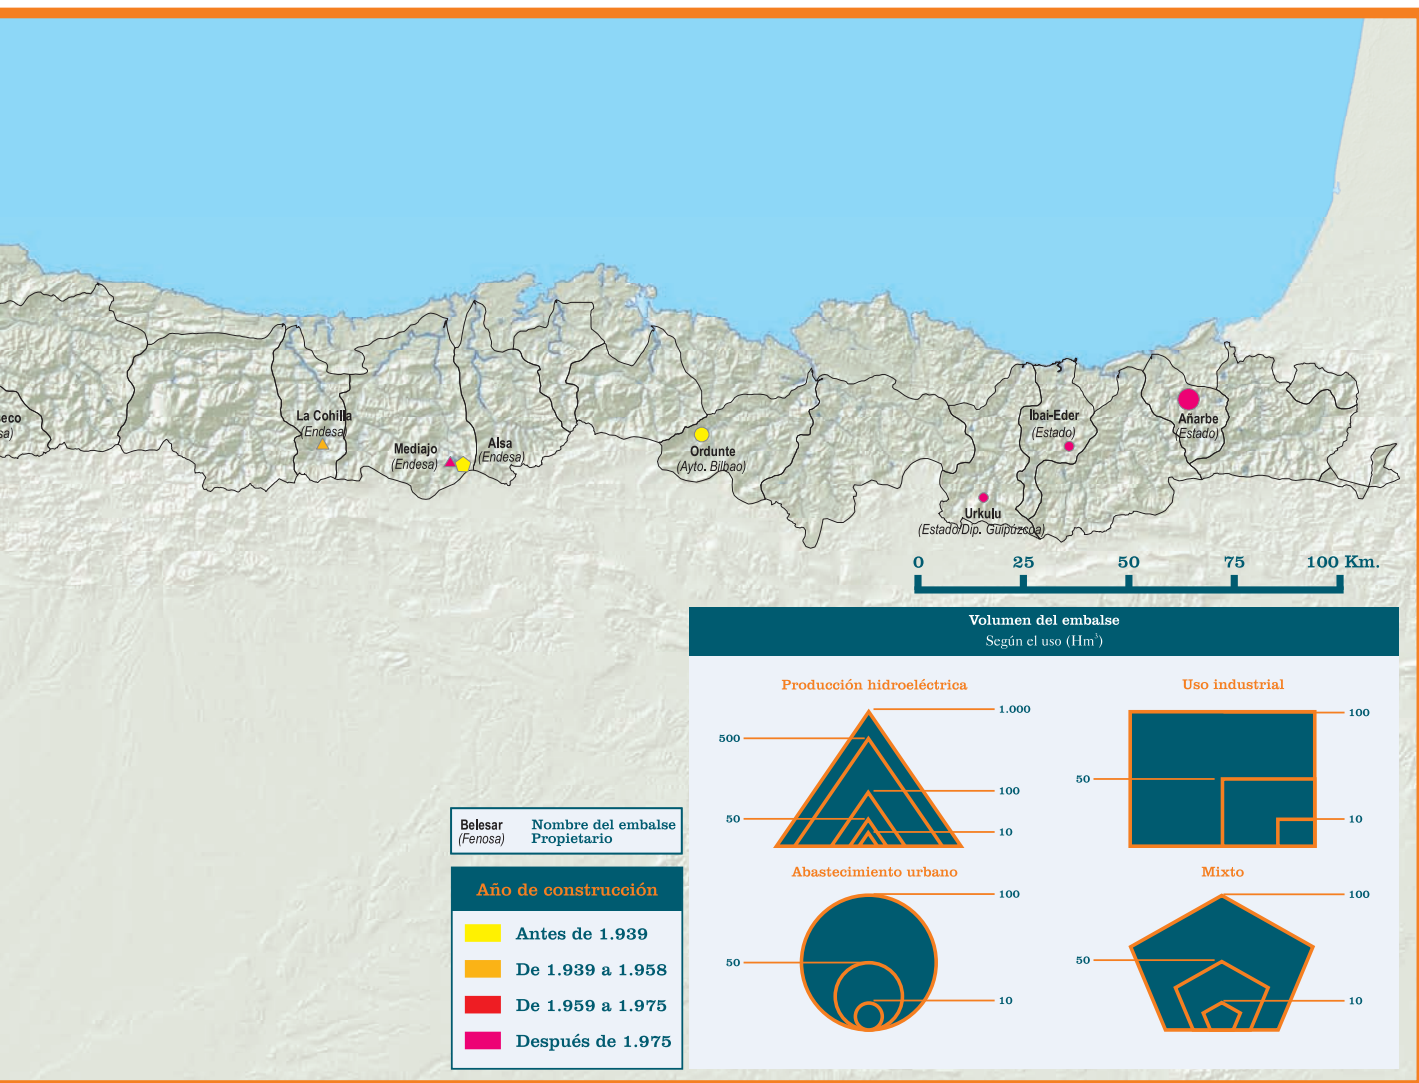 eco
sa)
La Cohilla
(Endesa)
Mediajo
(Endesa)
Alsa
(Endesa)
Ordunte
(Ayto. Bilbao)
Ibai-Eder
(Estado)
Añarbe
(Estado)
Urkulu
(Estado/Dip. Guipúzcoa)
0 25 50 75 100 Km.
Volumen del embalse
Según el uso (Hm³)
Producción hidroeléctrica
1.000
500
100
50
10
Uso industrial
100
50
10
Abastecimiento urbano
100
50
10
Mixto
100
50
10
Belesar Nombre del embalse
(Fenosa) Propietario
Año de construcción
Antes de 1.939
De 1.939 a 1.958
De 1.959 a 1.975
Después de 1.975